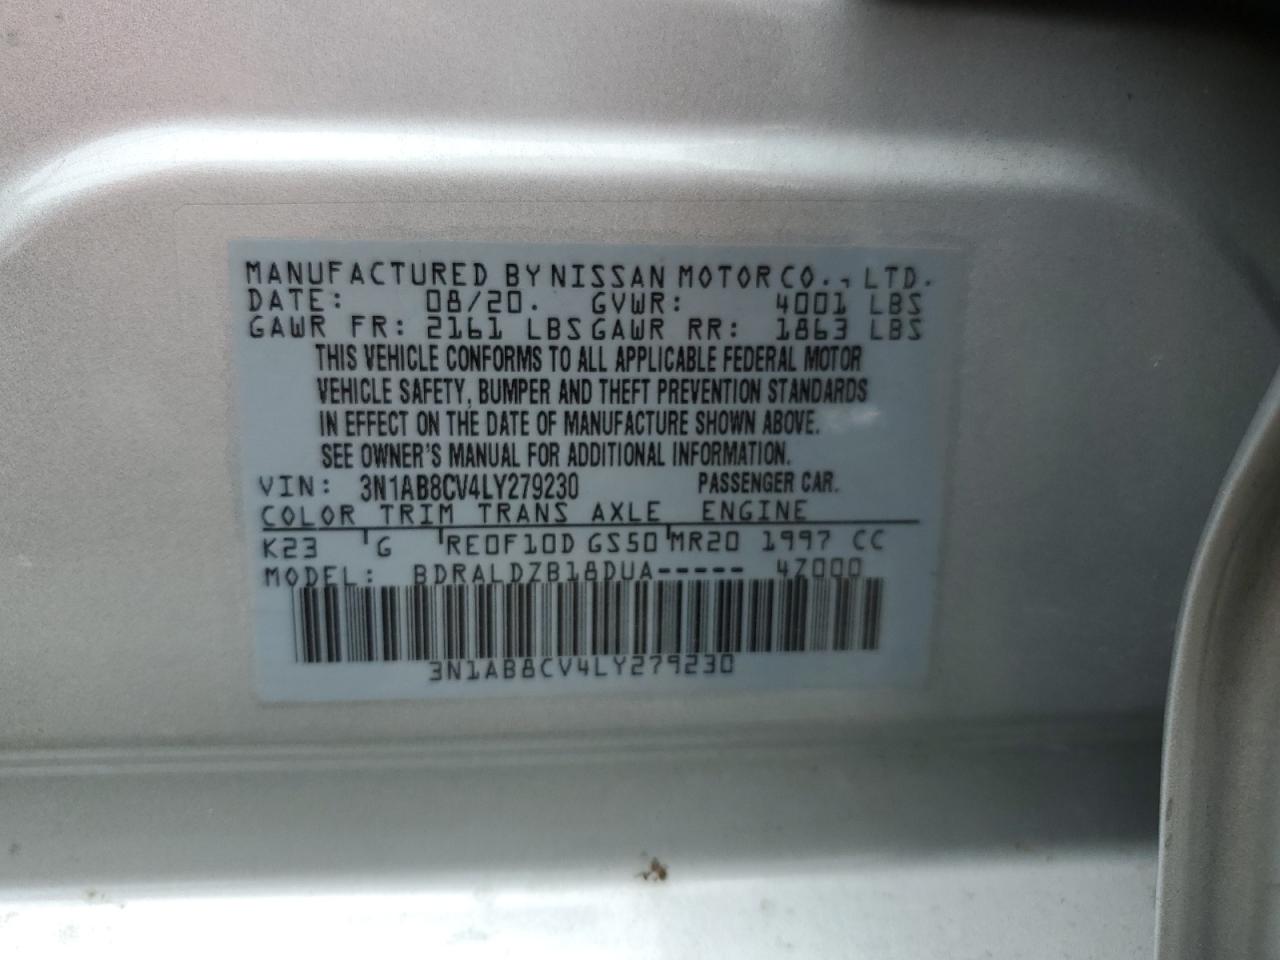 MANUFACTURED BY NISSAN MOTOR CO., LTD.
DATE: 08/20. GVWR: 4001 LBS
GAWR FR: 2161 LBS GAWR RR: 1863 LBS
THIS VEHICLE CONFORMS TO ALL APPLICABLE FEDERAL MOTOR
VEHICLE SAFETY, BUMPER AND THEFT PREVENTION STANDARDS
IN EFFECT ON THE DATE OF MANUFACTURE SHOWN ABOVE.
SEE OWNER'S MANUAL FOR ADDITIONAL INFORMATION.
VIN: 3N1AB8CV4LY279230 PASSENGER CAR.
COLOR TRIM TRANS AXLE ENGINE
K23 G RE0F10D GS50 MR20 1997 CC
MODEL: BDRALDZB18DUA----- 4Z000
3N1AB8CV4LY279230